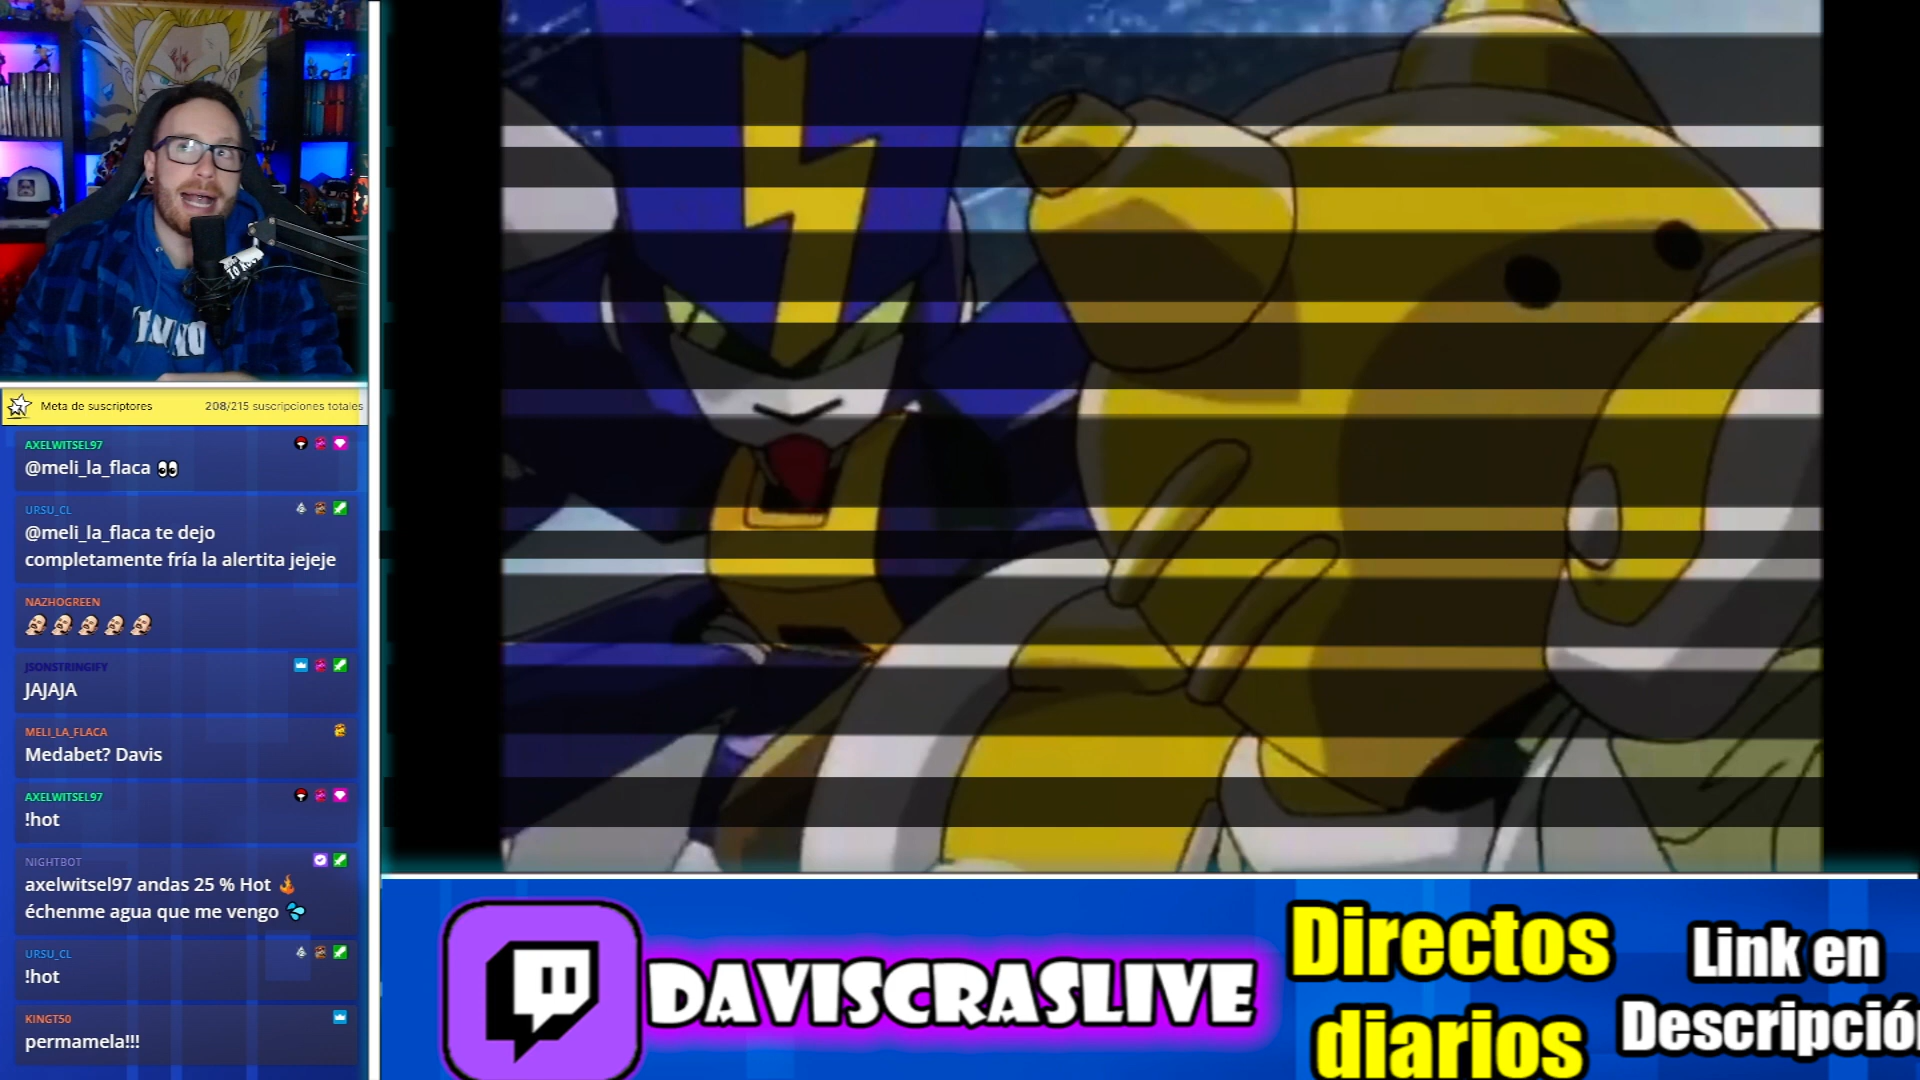 Meta de suscriptores 208/215 suscripciones totales
AXELWITSEL97
@meli_la_flaca 👀
URSU_CL
@meli_la_flaca te dejo
completamente fría la alertita jejeje
NAZHOGREEN
JSONSTRINGIFY
JAJAJA
MELI_LA_FLACA
Medabet? Davis
AXELWITSEL97
!hot
NIGHTBOT
axelwitsel97 andas 25 % Hot 🔥
échenme agua que me vengo 💦
URSU_CL
!hot
KINGT50
permamela!!!
DAVISCRASLIVE
Directos
diarios
Link en
Descripción